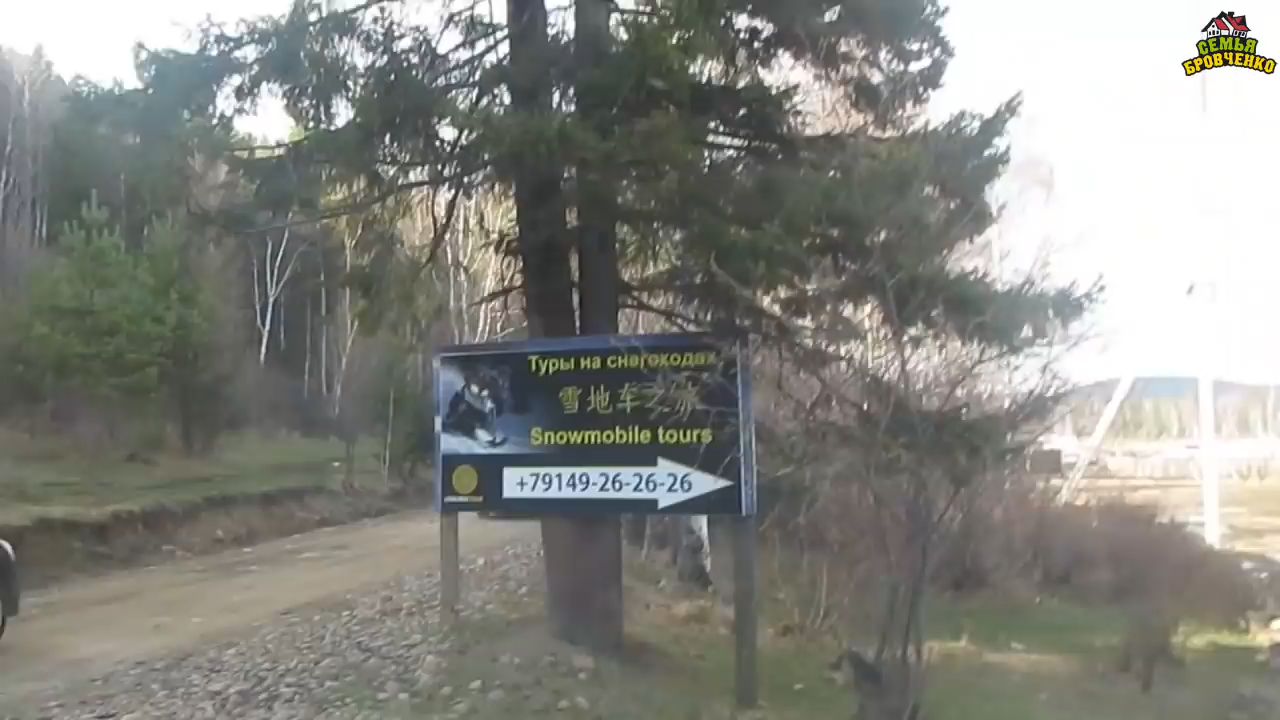 СЕМЬЯ
БРОВЧЕНКО
Туры на снегоходах
雪地车之旅
Snowmobile tours
+79149-26-26-26